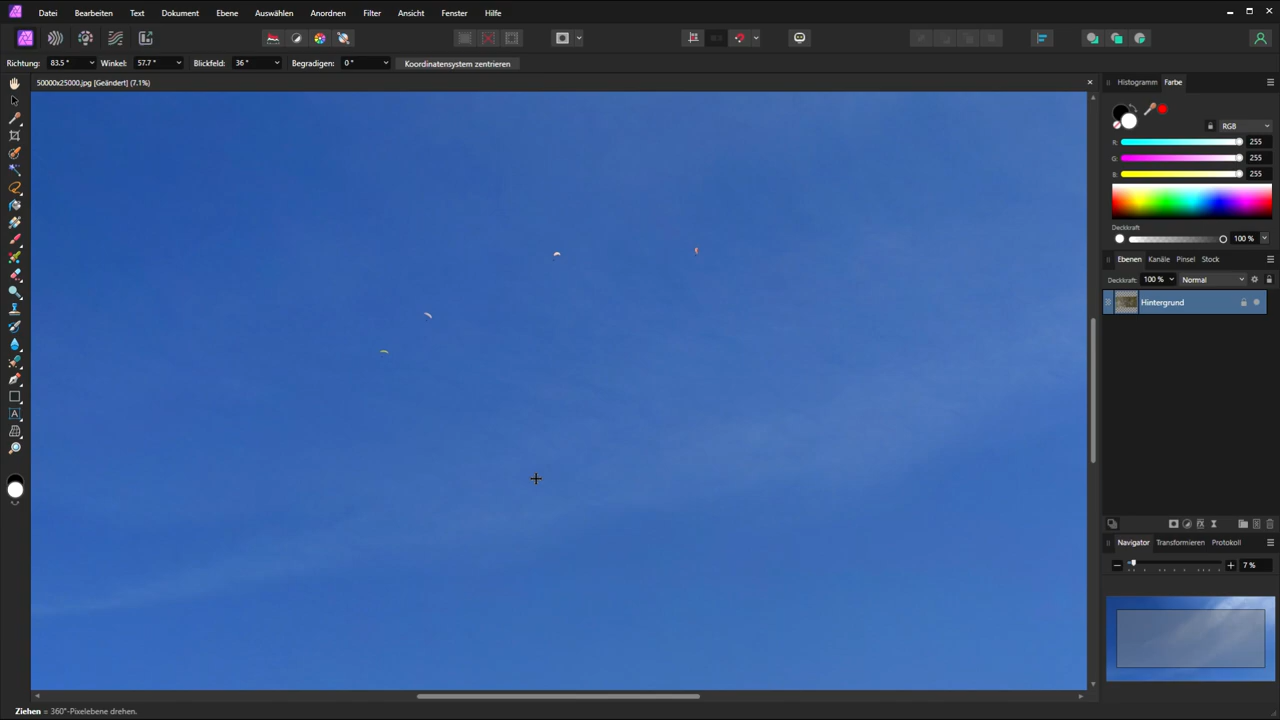 Datei Bearbeiten Text Dokument Ebene Auswählen Anordnen Filter Ansicht Fenster Hilfe
Richtung: 83.5 ° Winkel: 57.7 ° Blickfeld: 36 ° Begradigen: 0 ° Koordinatensystem zentrieren
50000x25000.jpg [Geändert] (7.1%)
Histogramm Farbe
RGB
R: 255
G: 255
B: 255
Deckkraft
100 %
Ebenen Kanäle Pinsel Stock
Deckkraft: 100 % Normal
Hintergrund
Navigator Transformieren Protokoll
7 %
Ziehen = 360°-Pixelebene drehen.